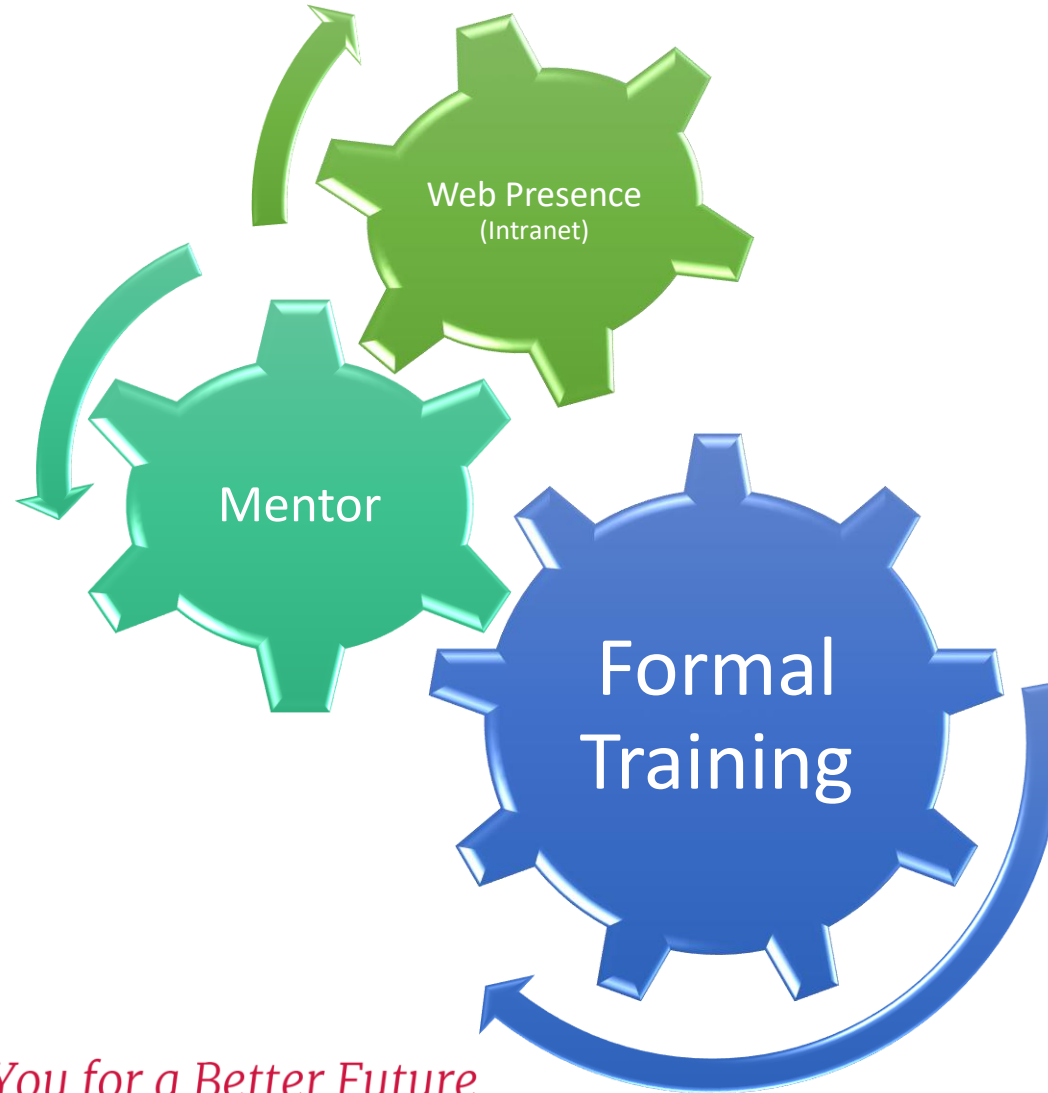 Web Presence
(Intranet)
Mentor
Formal
Training
You for a Better Future